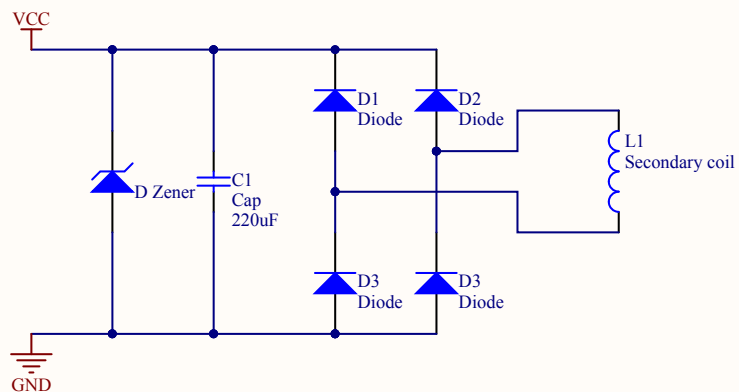 VCC
D1
Diode
D2
Diode
L1
Secondary coil
D Zener
C1
Cap
220uF
D3
Diode
D3
Diode
GND